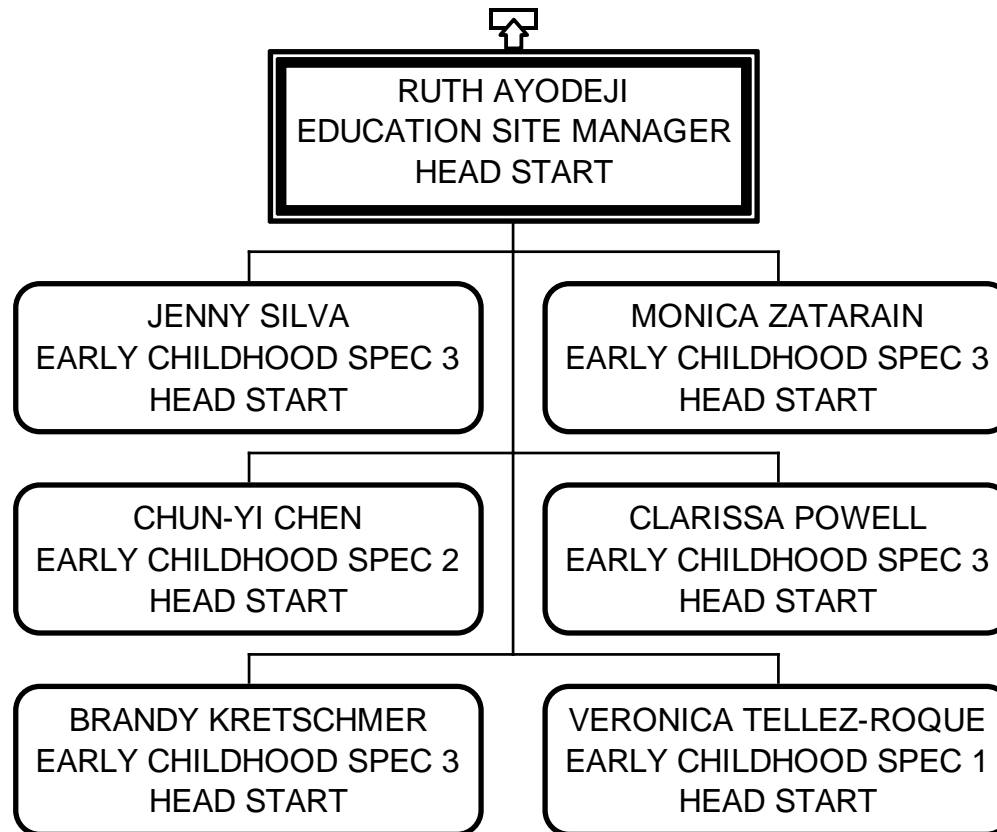 RUTH AYODEJI
EDUCATION SITE MANAGER
HEAD START
JENNY SILVA
EARLY CHILDHOOD SPEC 3
HEAD START
MONICA ZATARAIN
EARLY CHILDHOOD SPEC 3
HEAD START
CHUN-YI CHEN
EARLY CHILDHOOD SPEC 2
HEAD START
CLARISSA POWELL
EARLY CHILDHOOD SPEC 3
HEAD START
BRANDY KRETSCHMER
EARLY CHILDHOOD SPEC 3
HEAD START
VERONICA TELLEZ-ROQUE
EARLY CHILDHOOD SPEC 1
HEAD START